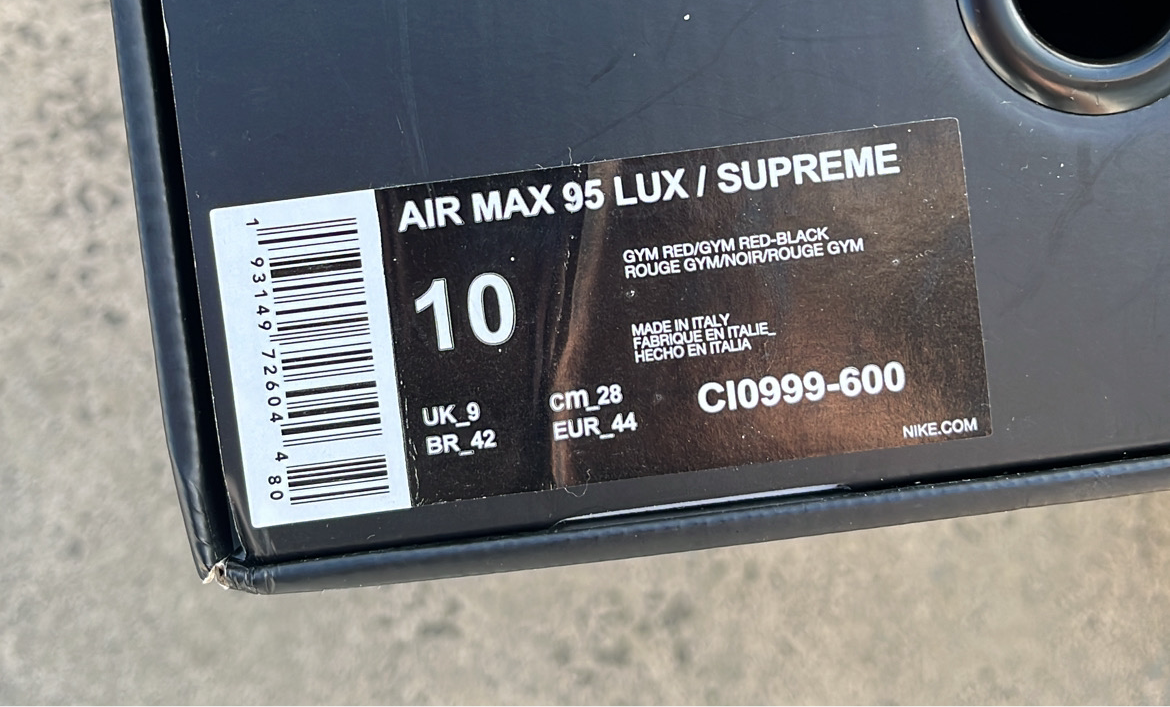 AIR MAX 95 LUX / SUPREME
GYM RED/GYM RED-BLACK
ROUGE GYM/NOIR/ROUGE GYM
10
MADE IN ITALY
FABRIQUE EN ITALIE_
HECHO EN ITALIA
UK_9 cm_28
BR_42 EUR_44
CI0999-600
NIKE.COM
1 93149 72604 4 80